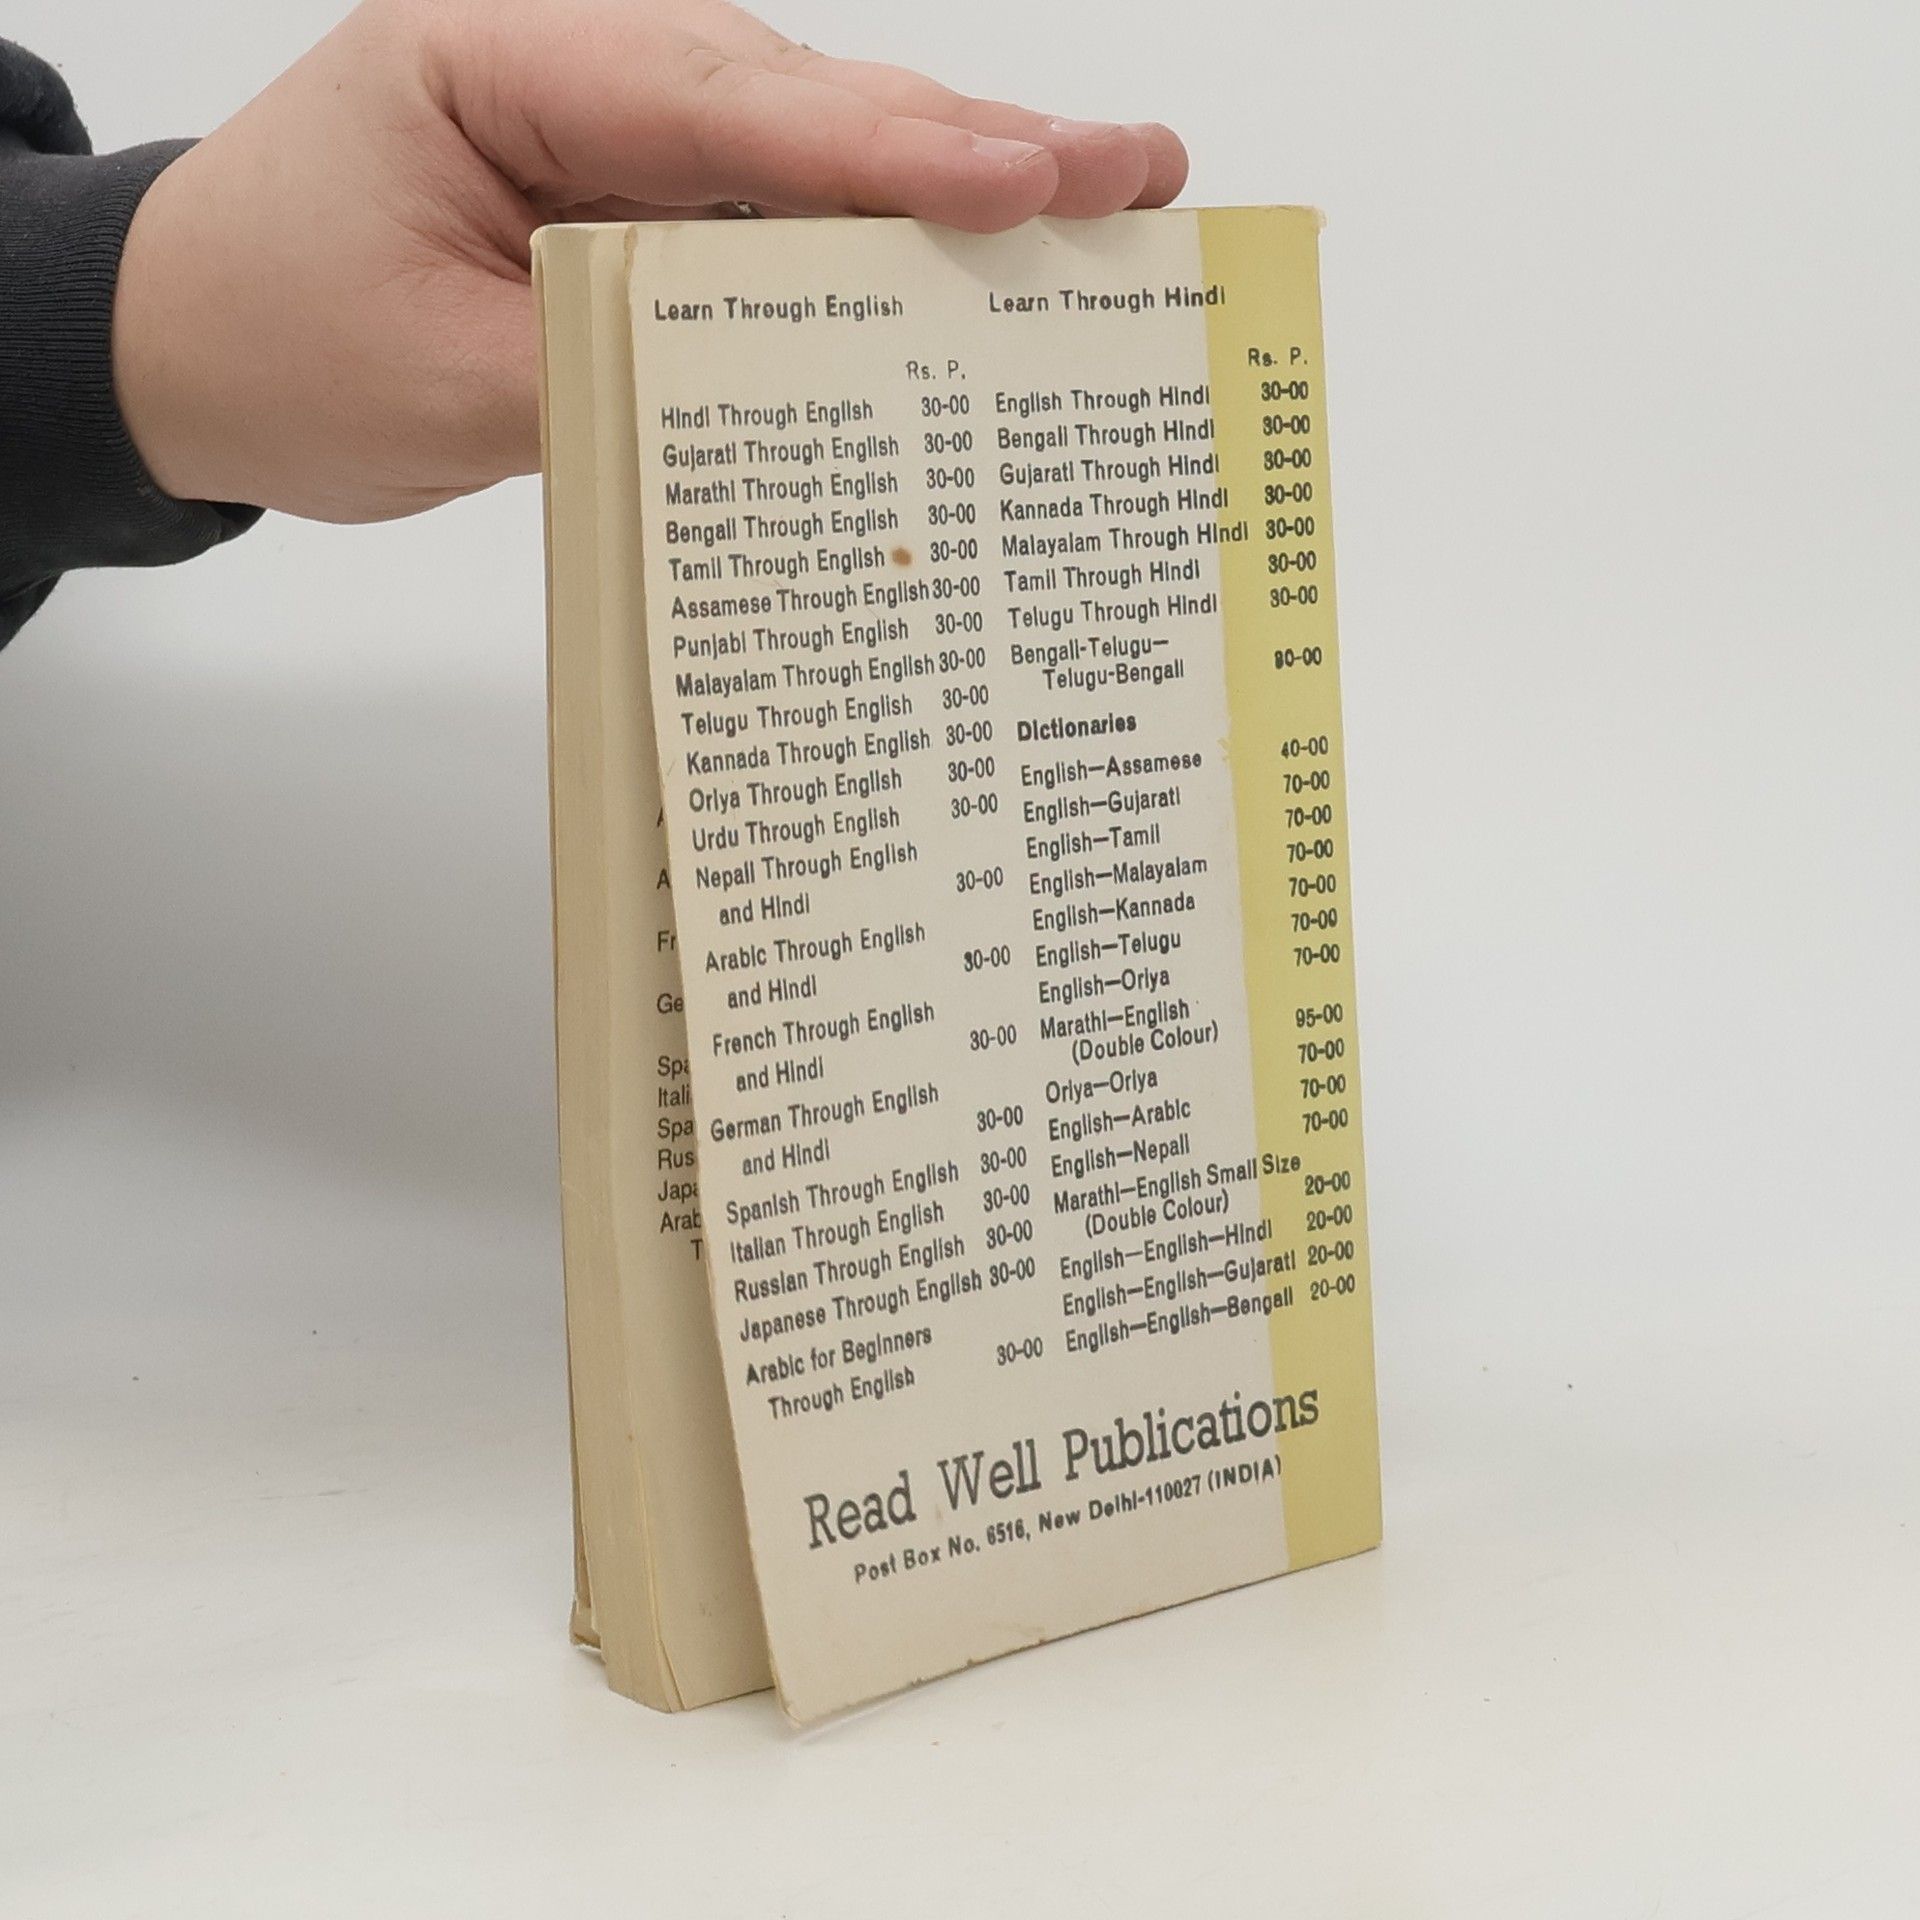 Learn Through English
Rs. P.
Hindi Through English 30-00
Gujarati Through English 30-00
Marathi Through English 30-00
Bengali Through English 30-00
Tamil Through English 30-00
Assamese Through English 30-00
Punjabi Through English 30-00
Malayalam Through English 30-00
Telugu Through English 30-00
Kannada Through English 30-00
Oriya Through English 30-00
Urdu Through English 30-00
Nepali Through English
and Hindi 30-00
Arabic Through English
and Hindi 30-00
French Through English
and Hindi 30-00
German Through English
and Hindi 30-00
Spanish Through English 30-00
Italian Through English 30-00
Russian Through English 30-00
Japanese Through English 30-00
Arabic for Beginners
Through English 30-00
Learn Through Hindi
Rs. P.
English Through Hindi 30-00
Bengali Through Hindi 30-00
Gujarati Through Hindi 30-00
Kannada Through Hindi 30-00
Malayalam Through Hindi 30-00
Tamil Through Hindi 30-00
Telugu Through Hindi 30-00
Bengali-Telugu—
Telugu-Bengali 80-00
Dictionaries
English—Assamese 40-00
English—Gujarati 70-00
English—Tamil 70-00
English—Malayalam 70-00
English—Kannada 70-00
English—Telugu 70-00
English—Oriya 70-00
Marathi—English
(Double Colour) 95-00
Oriya—Oriya 70-00
English—Arabic 70-00
English—Nepali 70-00
Marathi—English Small Size
(Double Colour) 20-00
English—English—Hindi 20-00
English—English—Gujarati 20-00
English—English—Bengali 20-00
Read Well Publications
Post Box No. 6516, New Delhi-110027 (INDIA)